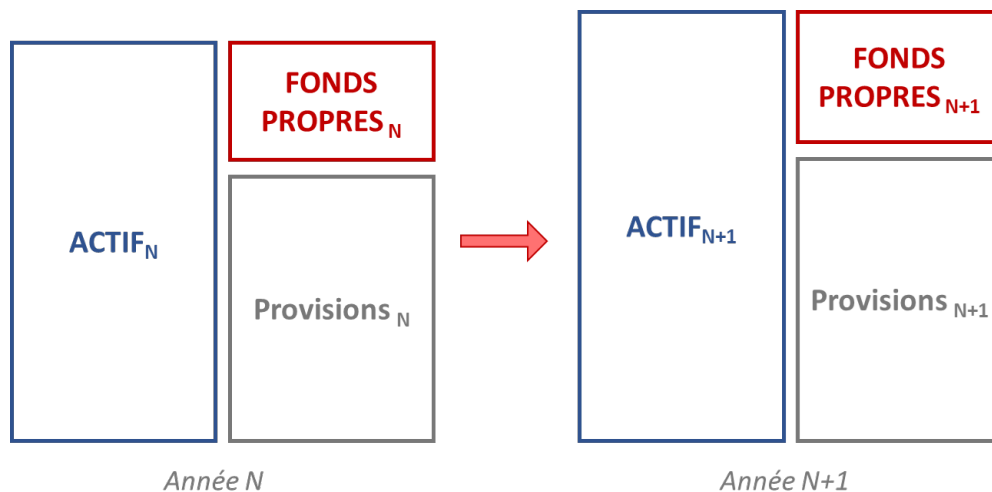 FONDS
PROPRES N
ACTIF N
Provisions N
Année N
FONDS
PROPRES N+1
ACTIF N+1
Provisions N+1
Année N+1